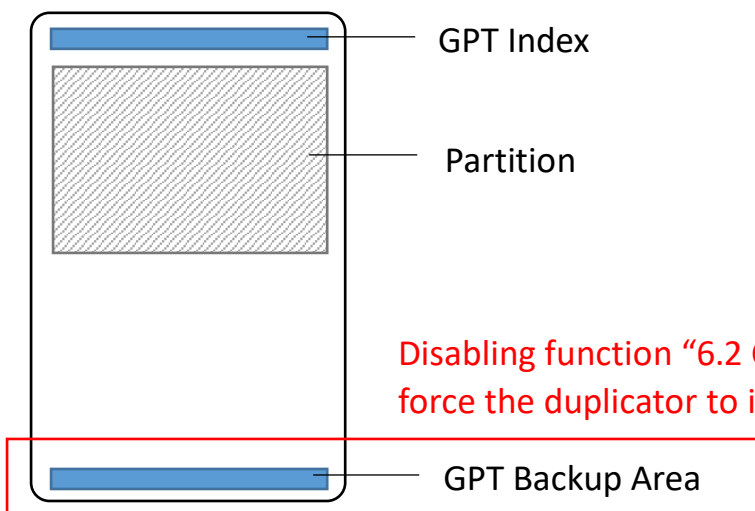 GPT Index
Partition
Disabling function “6.2
force the duplicator to
GPT Backup Area